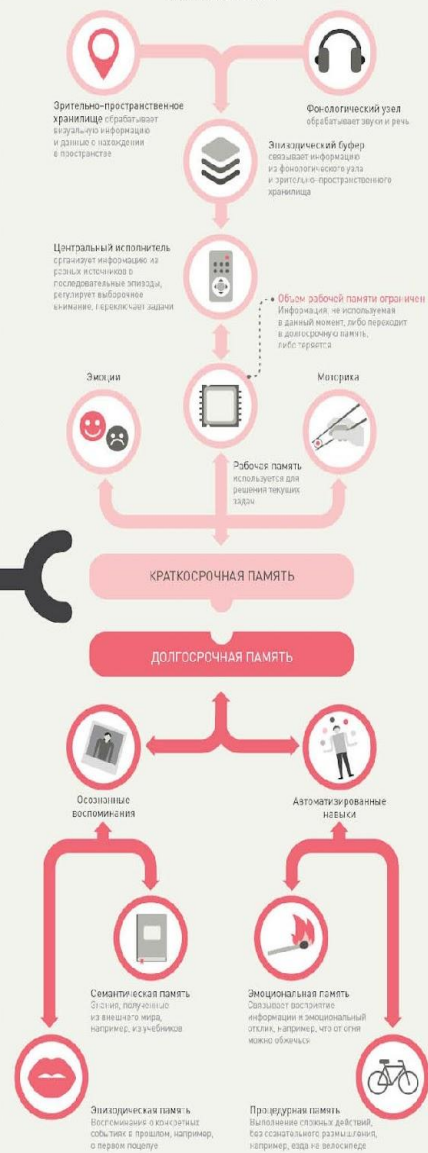 Зрительно-пространственное
хранилище обрабатывает
визуальную информацию
и данные о нахождении
в пространстве
Фонологический узел
обрабатывает звуки и речь
Эпизодический буфер
связывает информацию
из фонологического узла
и зрительно-пространственного
хранилища
Центральный исполнитель
организует информацию из
разных источников в
последовательные эпизоды,
регулирует выборочное
внимание, переключает задачи
Объем рабочей памяти ограничен
Информация, не используемая
в данный момент, либо переходит
в долгосрочную память,
либо теряется
Эмоции
Моторика
Рабочая память
используется для
решения текущих
задач
КРАТКОСРОЧНАЯ ПАМЯТЬ
ДОЛГОСРОЧНАЯ ПАМЯТЬ
Осознанные
воспоминания
Автоматизированные
навыки
Семантическая память
Знания, полученные
из внешнего мира,
например, из учебников
Эмоциональная память
Связывает восприятие
информации и эмоциональный
отклик, например, что от огня
можно обжечься
Эпизодическая память
Воспоминания о конкретных
событиях в прошлом, например,
о первом поцелуе
Процедурная память
Выполнение сложных действий,
без сознательного размышления,
например, езда на велосипеде